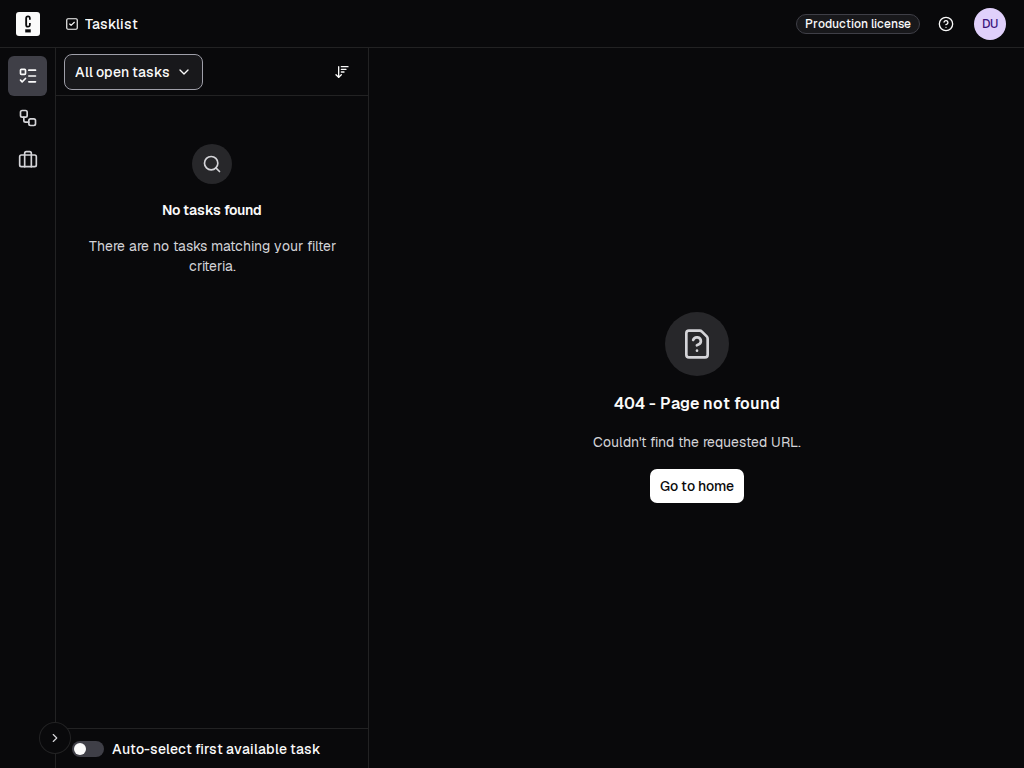 Tasklist
Production license
DU
All open tasks
No tasks found
There are no tasks matching your filter
criteria.
404 - Page not found
Couldn't find the requested URL.
Go to home
Auto-select first available task